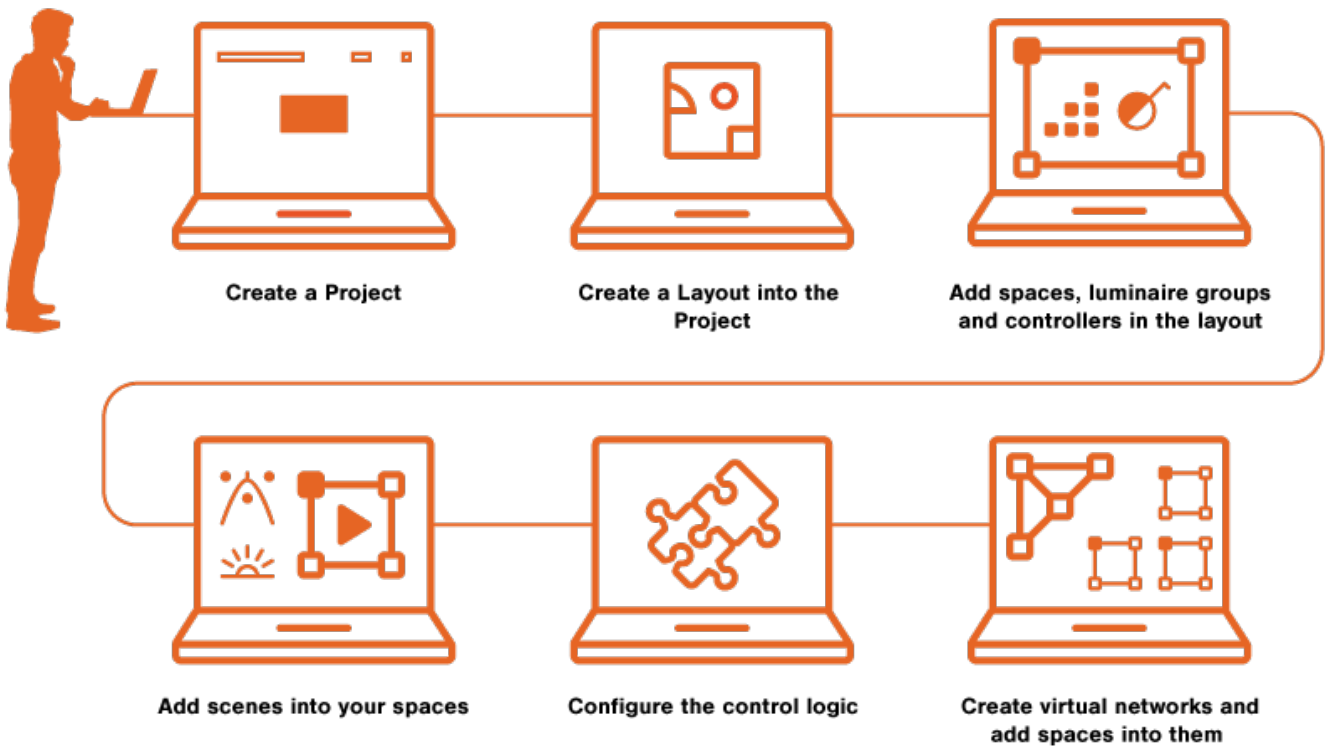 Create a Project
Create a Layout into the
Project
Add spaces, luminaire groups
and controllers in the layout
Add scenes into your spaces
Configure the control logic
Create virtual networks and
add spaces into them